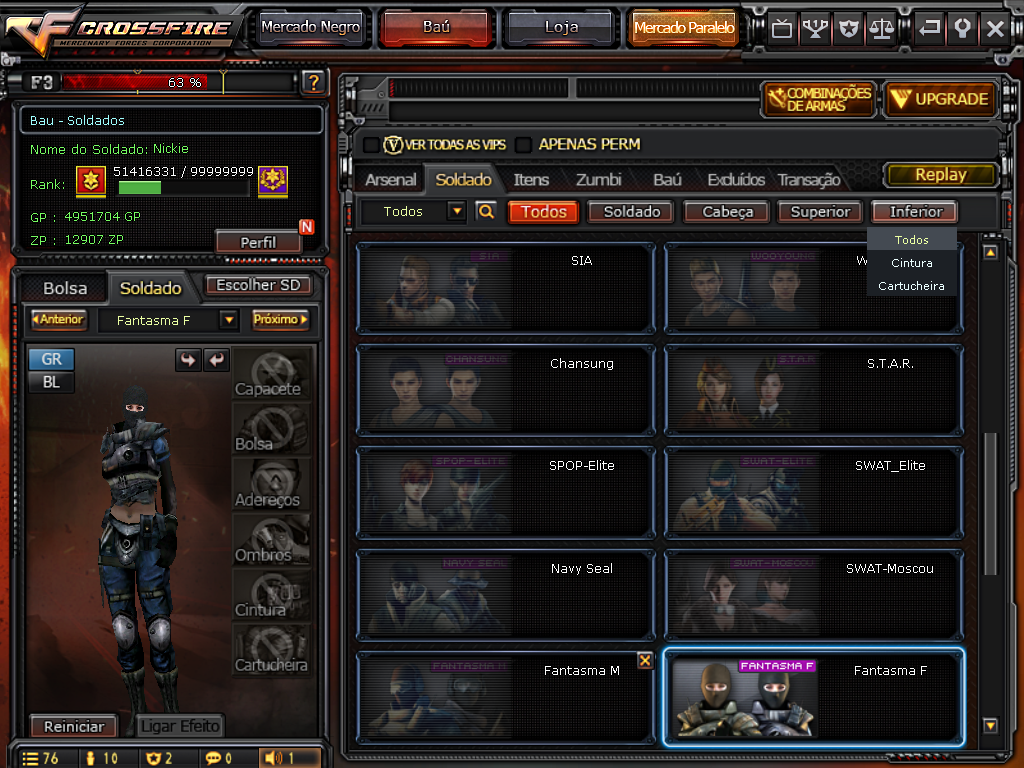 CROSSFIRE
MERCENARY FORCES CORPORATION
Mercado Negro
Baú
Loja
Mercado Paralelo
F3
63 %
?
COMBINAÇÕES
DE ARMAS
UPGRADE
Bau - Soldados
Nome do Soldado: Nickie
Rank:
51416331 / 99999999
GP : 4951704 GP
ZP : 12907 ZP
N
Perfil
VER TODAS AS VIPS
APENAS PERM
Arsenal
Soldado
Itens
Zumbi
Baú
Excluídos
Transação
Replay
Todos
Todos
Soldado
Cabeça
Superior
Inferior
Todos
Cintura
Cartucheira
Bolsa
Soldado
Escolher SD
Anterior
Fantasma F
Próximo
GR
BL
Capacete
Bolsa
Adereços
Ombros
Cintura
Cartucheira
Reiniciar
Ligar Efeito
76
10
2
0
1
SIA
SIA
WOOYOUNG
W
CHANSUNG
Chansung
S.T.A.R.
S.T.A.R.
SPOP-ELITE
SPOP-Elite
SWAT-ELITE
SWAT_Elite
NAVY SEAL
Navy Seal
SWAT-MOSCOU
SWAT-Moscou
FANTASMA M
Fantasma M
FANTASMA F
Fantasma F